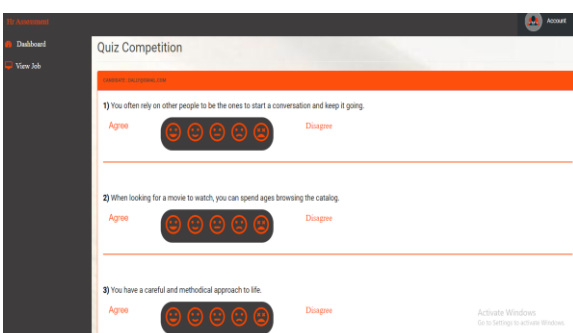 Hr Assessment
Account
Dashboard
View Job
Quiz Competition
1) You often rely on other people to be the ones to start a conversation and keep it going.
Agree
Disagree
2) When looking for a movie to watch, you can spend ages browsing the catalog.
Agree
Disagree
3) You have a careful and methodical approach to life.
Agree
Disagree
Activate Windows
Go to Settings to activate Windows.